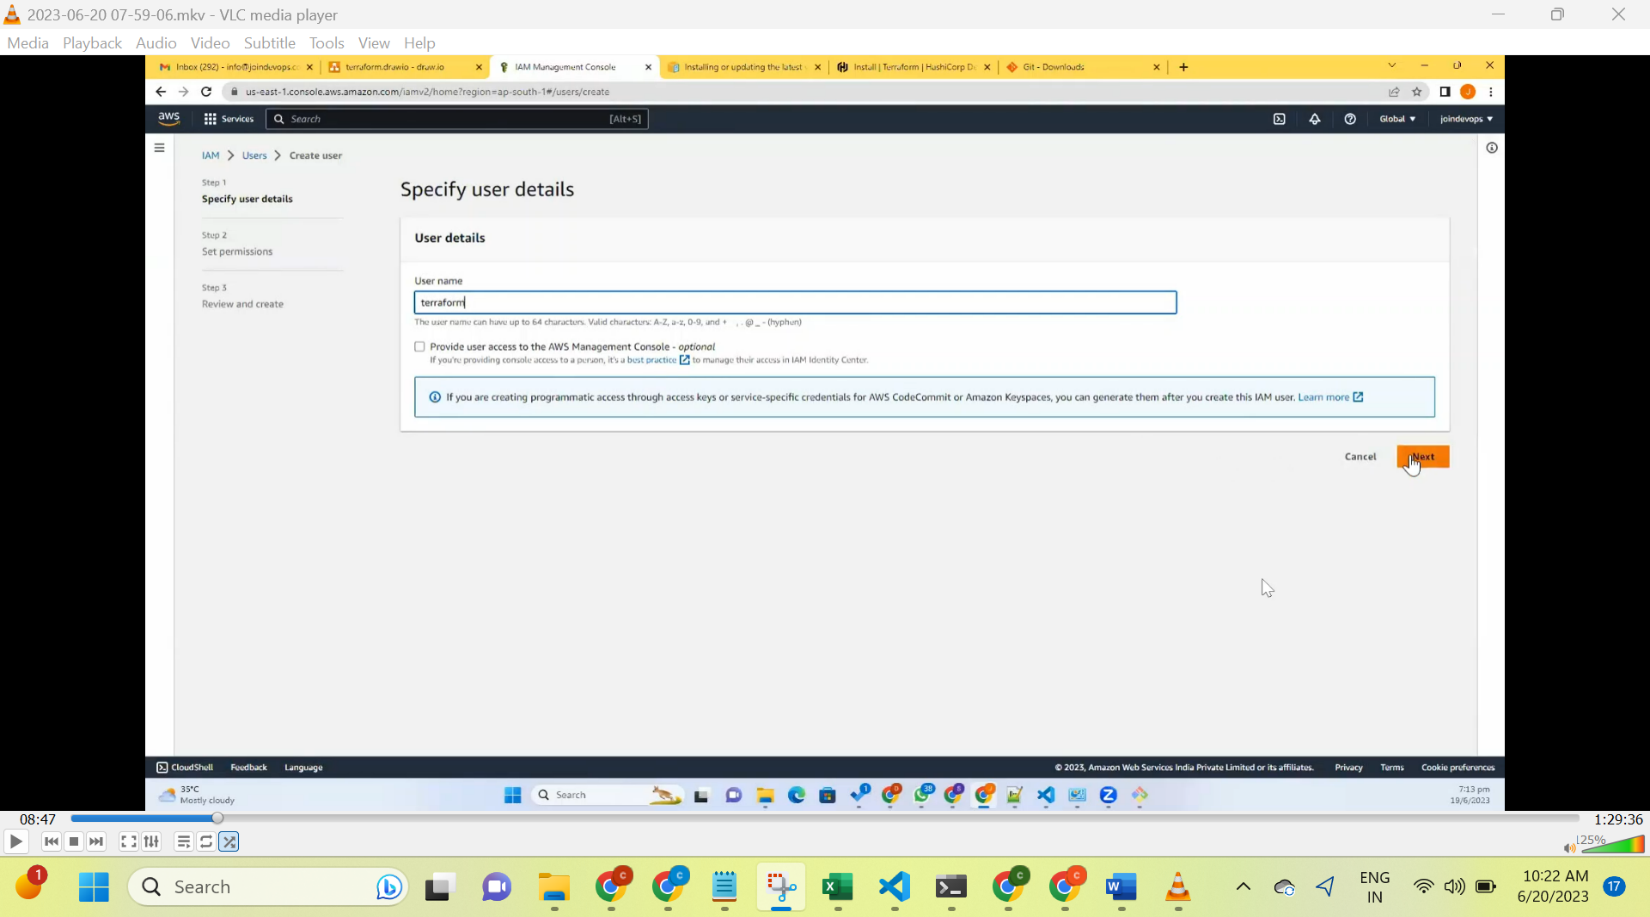 2023-06-20 07-59-06.mkv - VLC media player
Media Playback Audio Video Subtitle Tools View Help
Inbox (292) - info@joindevops.c
terraform.drawio - draw.io
IAM Management Console
Installing or updating the latest
Install | Terraform | HashiCorp D
Git - Downloads
us-east-1.console.aws.amazon.com/iamv2/home?region=ap-south-1#/users/create
aws Services Search [Alt+S] Global joindevops
IAM > Users > Create user
Step 1
Specify user details
Step 2
Set permissions
Step 3
Review and create
Specify user details
User details
User name
terraform
The user name can have up to 64 characters. Valid characters: A-Z, a-z, 0-9, and + , . @ _ - (hyphen)
Provide user access to the AWS Management Console - optional
If you're providing console access to a person, it's a best practice to manage their access in IAM Identity Center.
If you are creating programmatic access through access keys or service-specific credentials for AWS CodeCommit or Amazon Keyspaces, you can generate them after you create this IAM user. Learn more
Cancel Next
CloudShell Feedback Language © 2023, Amazon Web Services India Private Limited or its affiliates. Privacy Terms Cookie preferences
35°C
Mostly cloudy
Search
38
7:13 pm
19/6/2023
08:47 1:29:36
125%
1
Search
C
C
C
C
ENG
IN
10:22 AM
6/20/2023
17